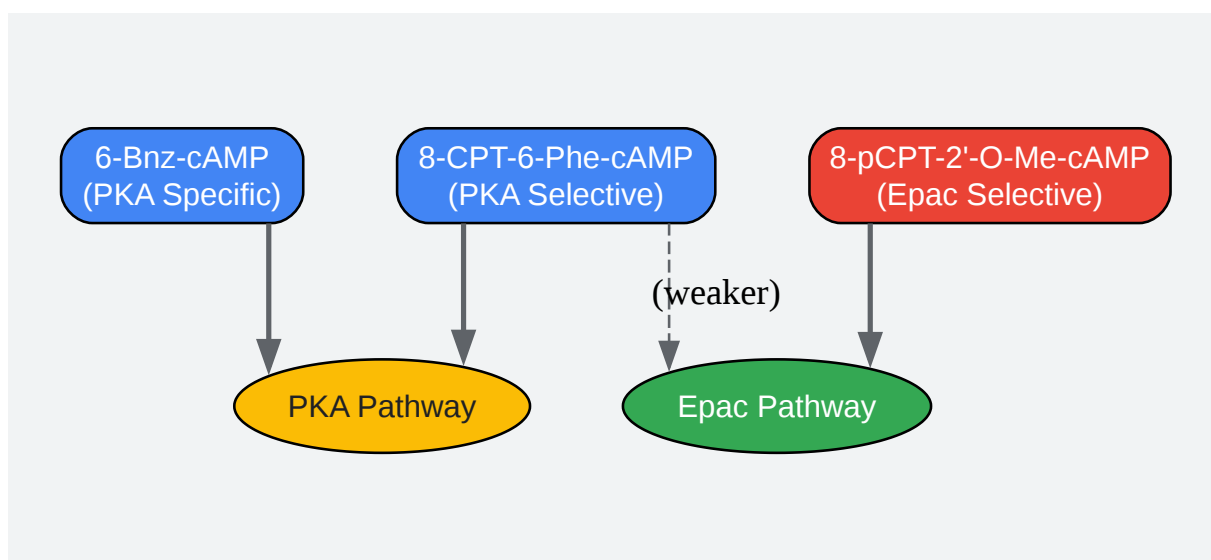 6-Bnz-cAMP
(PKA Specific)
8-CPT-6-Phe-cAMP
(PKA Selective)
8-pCPT-2'-O-Me-cAMP
(Epac Selective)
(weaker)
PKA Pathway
Epac Pathway